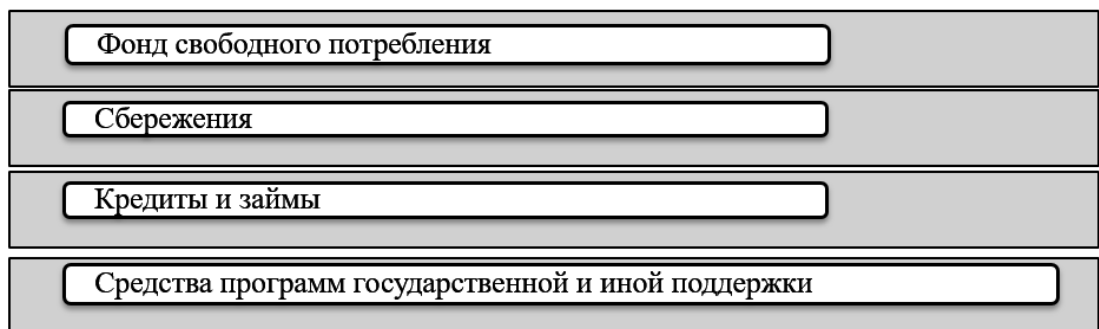 Фонд свободного потребления
Сбережения
Кредиты и займы
Средства программ государственной и иной поддержки